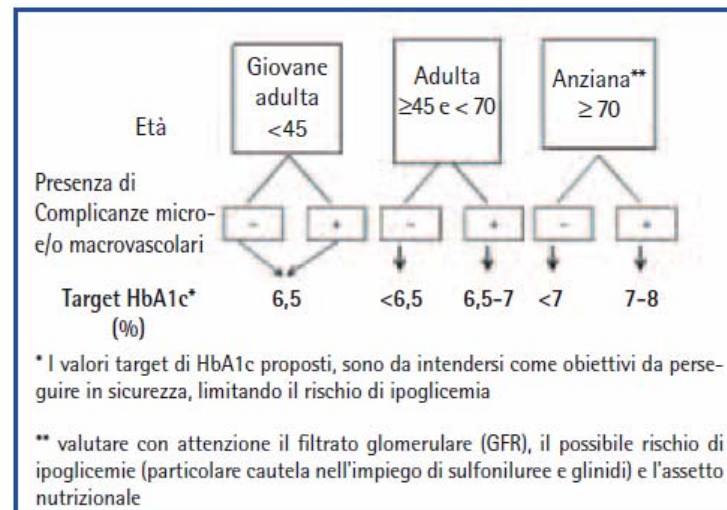 Età
Giovane
adulta
<45
Adulta
≥45 e < 70
Anziana**
≥ 70
Presenza di
Complicanze micro-
e/o macrovascolari
- + - + - +
Target HbA1c*
(%)
6,5 <6,5 6,5-7 <7 7-8
* I valori target di HbA1c proposti, sono da intendersi come obiettivi da perse-
guire in sicurezza, limitando il rischio di ipoglicemia
** valutare con attenzione il filtrato glomerulare (GFR), il possibile rischio di
ipoglicemie (particolare cautela nell'impiego di sulfoniluree e glinidi) e l'assetto
nutrizionale